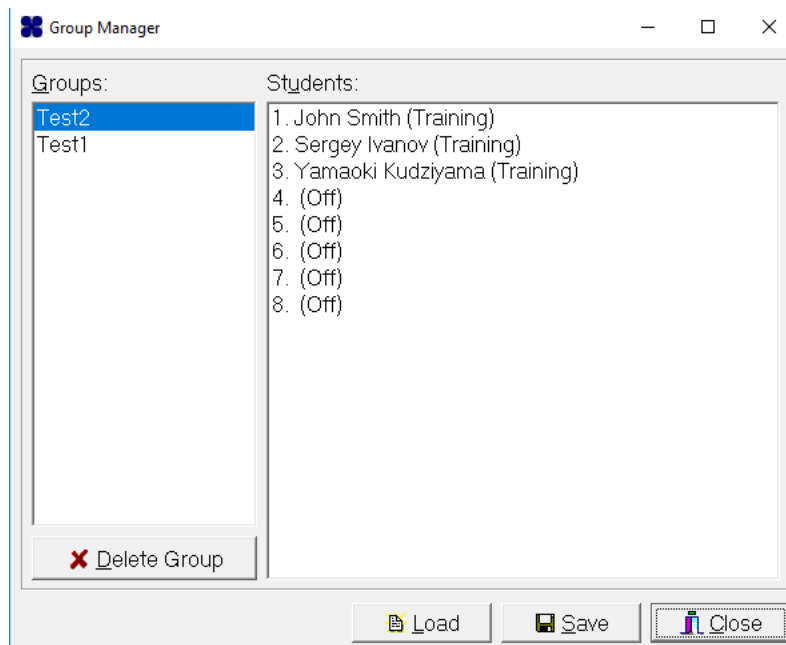 Group Manager
Groups:
Test2
Test1
Delete Group
Students:
1. John Smith (Training)
2. Sergey Ivanov (Training)
3. Yamaoki Kudziyama (Training)
4. (Off)
5. (Off)
6. (Off)
7. (Off)
8. (Off)
Load
Save
Close